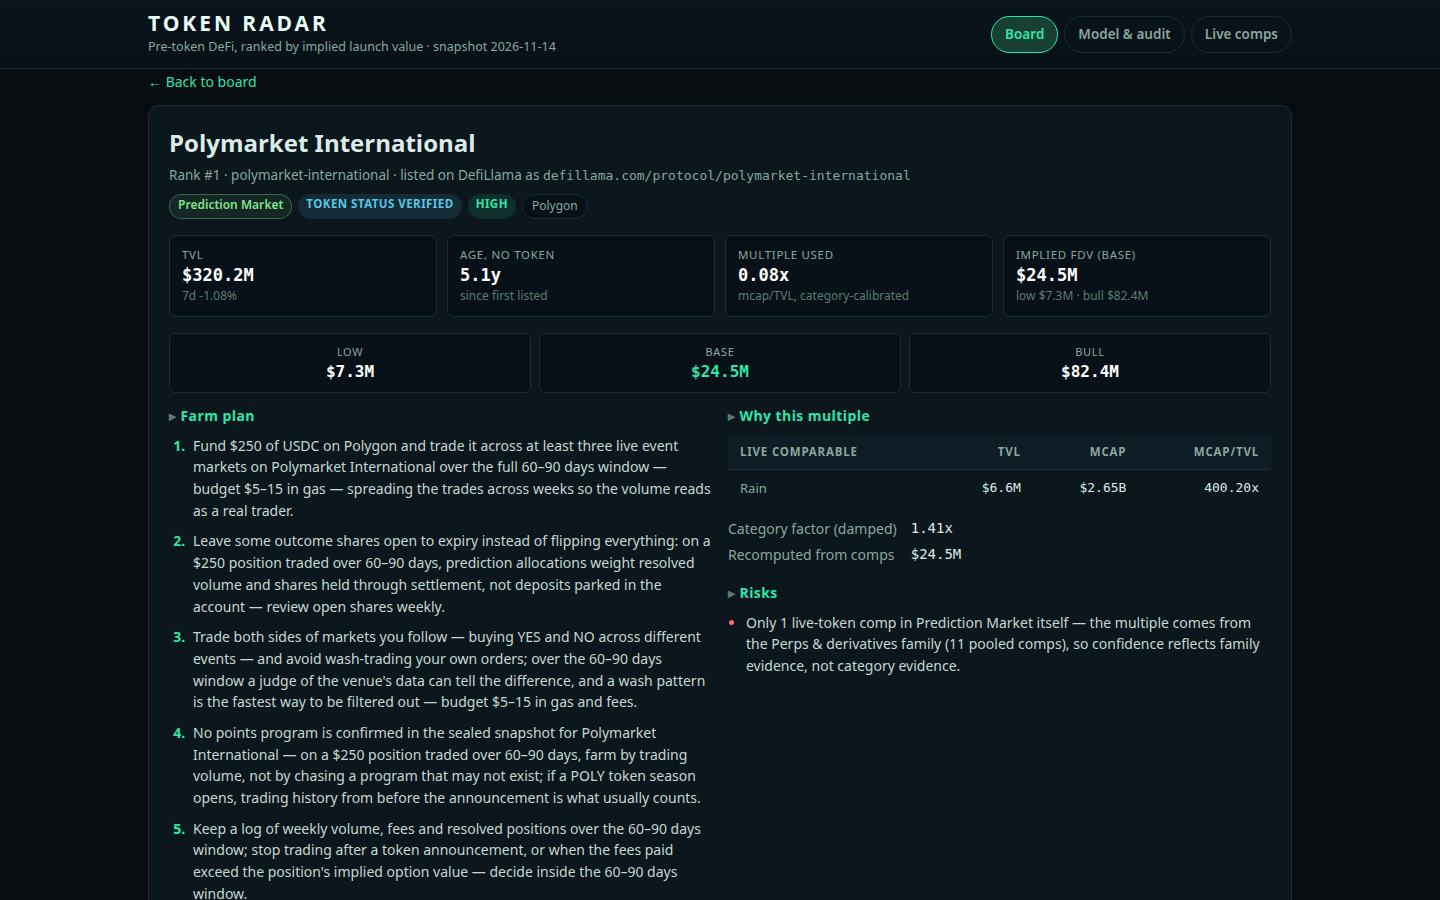 TOKEN RADAR
Pre-token DeFi, ranked by implied launch value · snapshot 2026-11-14
Board
Model & audit
Live comps
← Back to board
Polymarket International
Rank #1 · polymarket-international · listed on DefiLlama as defillama.com/protocol/polymarket-international
Prediction Market
TOKEN STATUS VERIFIED
HIGH
Polygon
TVL
$320.2M
7d -1.08%
AGE, NO TOKEN
5.1y
since first listed
MULTIPLE USED
0.08x
mcap/TVL, category-calibrated
IMPLIED FDV (BASE)
$24.5M
low $7.3M · bull $82.4M
LOW
$7.3M
BASE
$24.5M
BULL
$82.4M
▸ Farm plan
1. Fund $250 of USDC on Polygon and trade it across at least three live event
markets on Polymarket International over the full 60–90 days window —
budget $5–15 in gas — spreading the trades across weeks so the volume reads
as a real trader.
2. Leave some outcome shares open to expiry instead of flipping everything: on a
$250 position traded over 60–90 days, prediction allocations weight resolved
volume and shares held through settlement, not deposits parked in the
account — review open shares weekly.
3. Trade both sides of markets you follow — buying YES and NO across different
events — and avoid wash-trading your own orders; over the 60–90 days
window a judge of the venue's data can tell the difference, and a wash pattern
is the fastest way to be filtered out — budget $5–15 in gas and fees.
4. No points program is confirmed in the sealed snapshot for Polymarket
International — on a $250 position traded over 60–90 days, farm by trading
volume, not by chasing a program that may not exist; if a POLY token season
opens, trading history from before the announcement is what usually counts.
5. Keep a log of weekly volume, fees and resolved positions over the 60–90 days
window; stop trading after a token announcement, or when the fees paid
exceed the position's implied option value — decide inside the 60–90 days
window.
▸ Why this multiple
LIVE COMPARABLE TVL MCAP MCAP/TVL
Rain $6.6M $2.65B 400.20x
Category factor (damped) 1.41x
Recomputed from comps $24.5M
▸ Risks
• Only 1 live-token comp in Prediction Market itself — the multiple comes from
the Perps & derivatives family (11 pooled comps), so confidence reflects family
evidence, not category evidence.